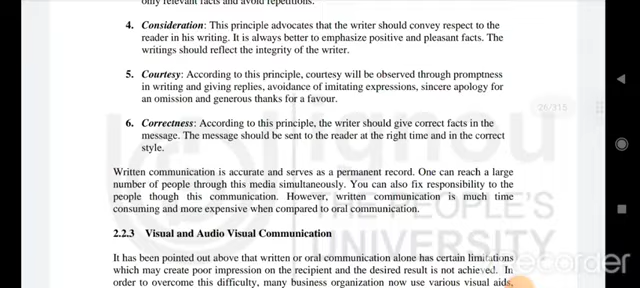 only relevant facts and avoid repetitions.
4. Consideration: This principle advocates that the writer should convey respect to the
reader in his writing. It is always better to emphasize positive and pleasant facts. The
writings should reflect the integrity of the writer.
5. Courtesy: According to this principle, courtesy will be observed through promptness
in writing and giving replies, avoidance of imitating expressions, sincere apology for
an omission and generous thanks for a favour.
26/315
6. Correctness: According to this principle, the writer should give correct facts in the
message. The message should be sent to the reader at the right time and in the correct
style.
ignou
Written communication is accurate and serves as a permanent record. One can reach a large
number of people through this media simultaneously. You can also fix responsibility to the
people though this communication. However, written communication is much time
consuming and more expensive when compared to oral communication.
THE PEOPLE'S
UNIVERSITY
2.2.3 Visual and Audio Visual Communication
It has been pointed out above that written or oral communication alone has certain limitations
which may create poor impression on the recipient and the desired result is not achieved. In
order to overcome this difficulty, many business organization now use various visual aids,